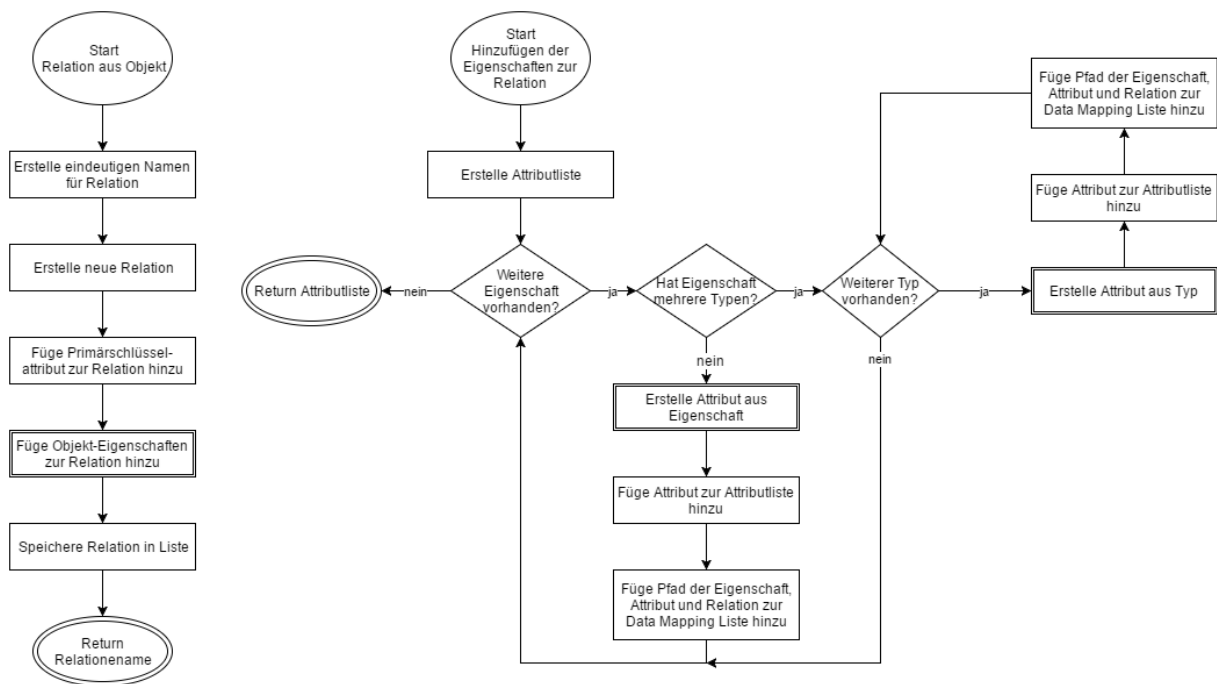 Start
Relation aus Objekt
Erstelle eindeutigen Namen
für Relation
Erstelle neue Relation
Füge Primärschlüssel-
attribut zur Relation hinzu
Füge Objekt-Eigenschaften
zur Relation hinzu
Speichere Relation in Liste
Return
Relationename
Start
Hinzufügen der
Eigenschaften zur
Relation
Erstelle Attributliste
Weitere
Eigenschaft
vorhanden?
nein
Return Attributliste
ja
Hat Eigenschaft
mehrere Typen?
nein
Erstelle Attribut aus
Eigenschaft
Füge Attribut zur Attributliste
hinzu
Füge Pfad der Eigenschaft,
Attribut und Relation zur
Data Mapping Liste hinzu
ja
Weiterer Typ
vorhanden?
nein
ja
Erstelle Attribut aus Typ
Füge Attribut zur Attributliste
hinzu
Füge Pfad der Eigenschaft,
Attribut und Relation zur
Data Mapping Liste hinzu